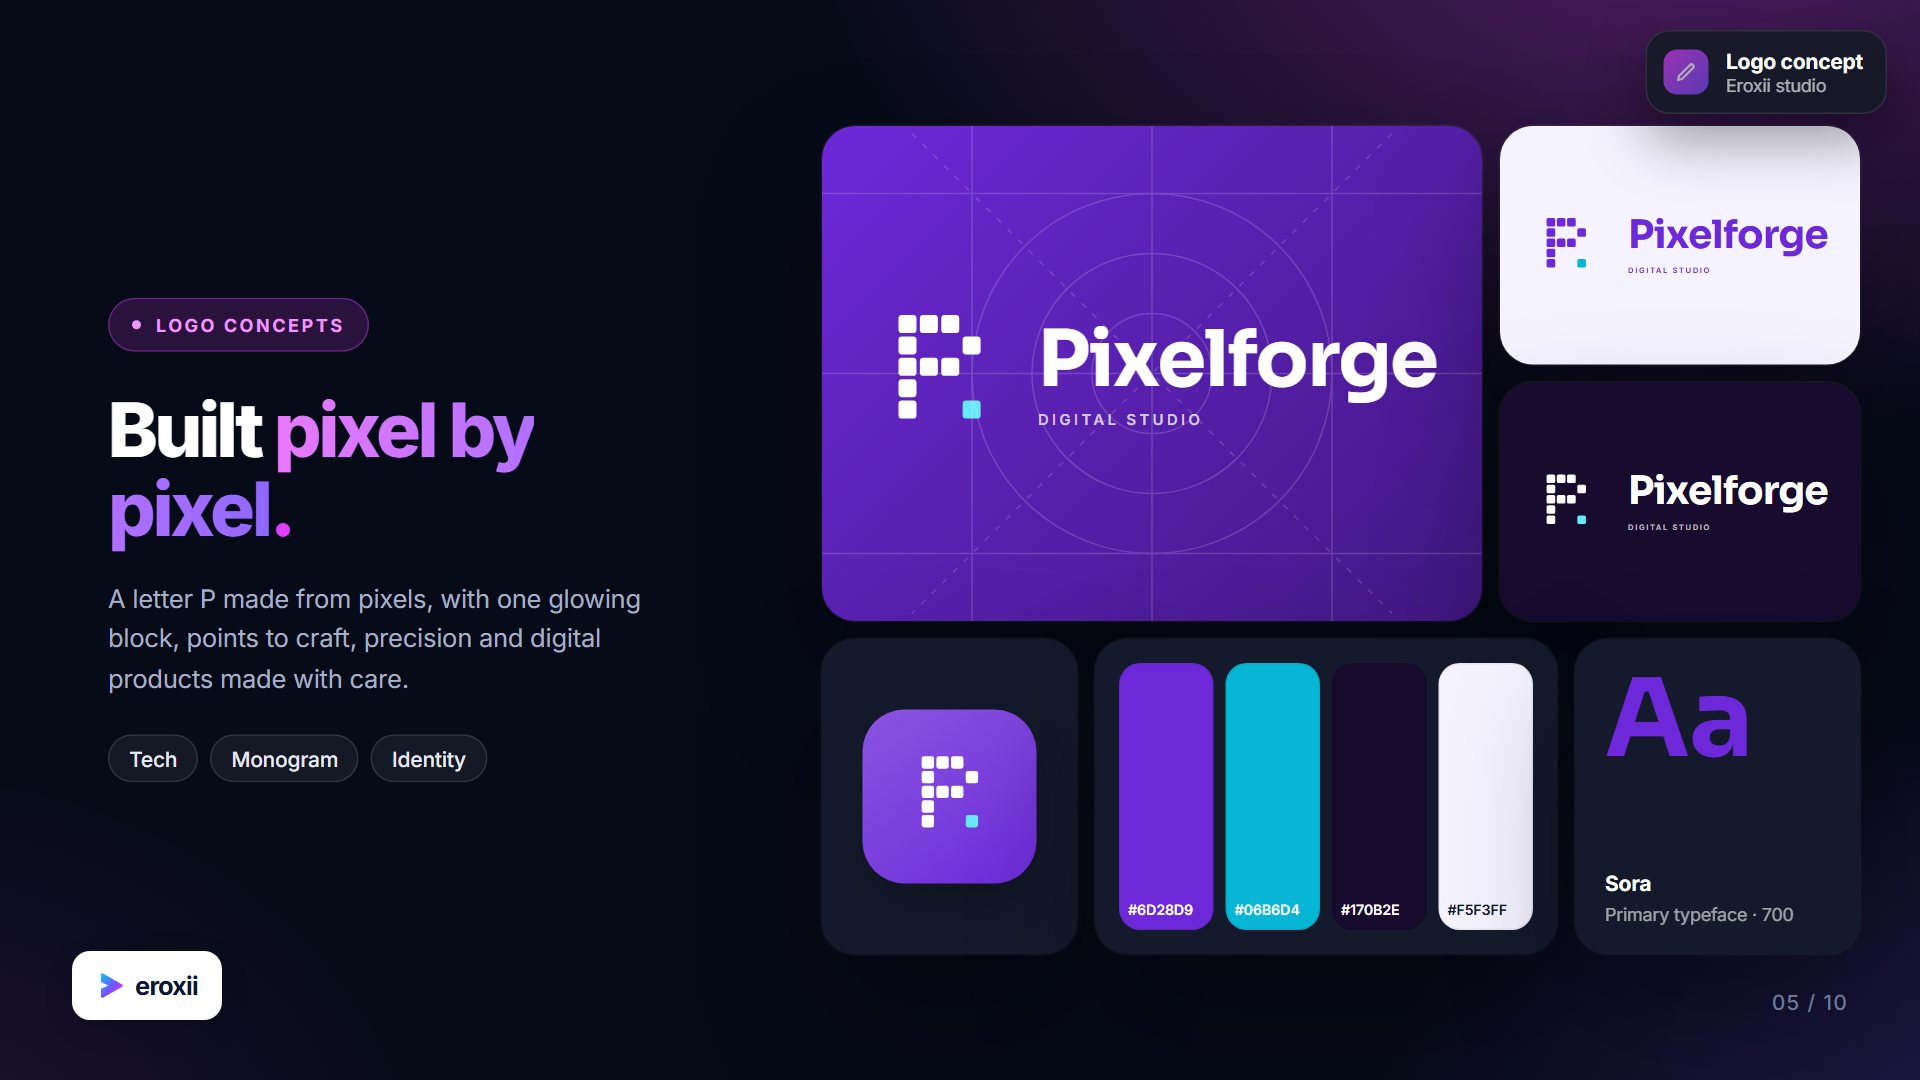 Logo concept
Eroxii studio
LOGO CONCEPTS
Built pixel by
pixel.
A letter P made from pixels, with one glowing
block, points to craft, precision and digital
products made with care.
Tech
Monogram
Identity
Pixelforge
DIGITAL STUDIO
Pixelforge
DIGITAL STUDIO
Pixelforge
DIGITAL STUDIO
#6D28D9
#06B6D4
#170B2E
#F5F3FF
Aa
Sora
Primary typeface · 700
eroxii
05 / 10